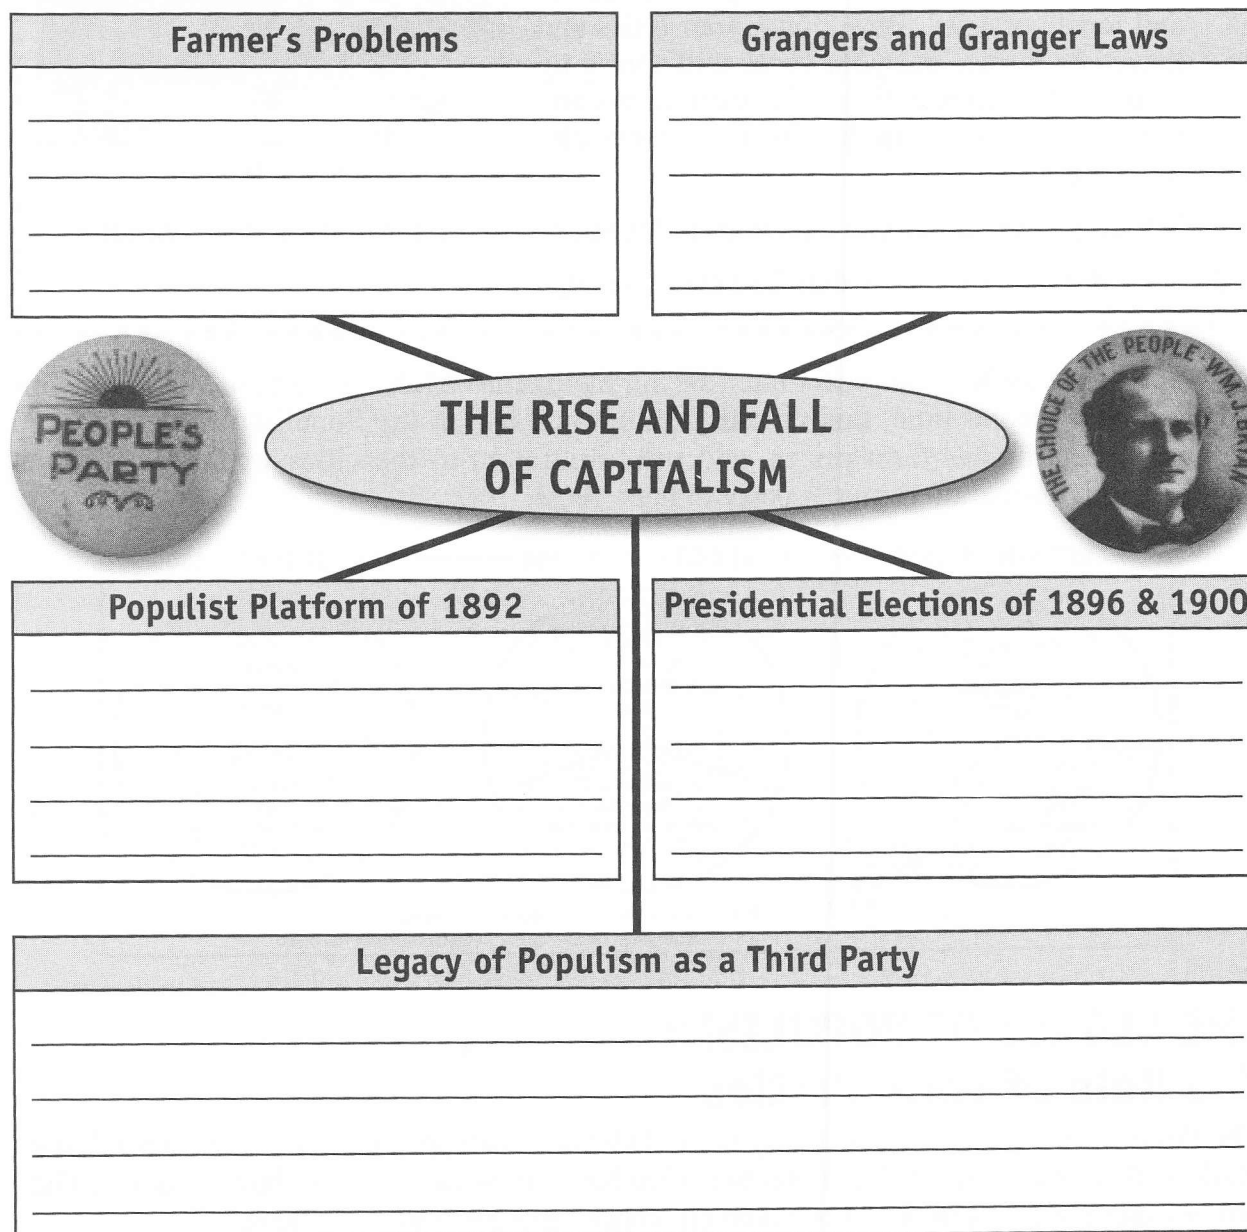 Farmer's Problems
Grangers and Granger Laws
PEOPLE'S
PARTY
THE RISE AND FALL
OF CAPITALISM
THE CHOICE OF THE PEOPLE · WM. J. BRYAN
Populist Platform of 1892
Presidential Elections of 1896 & 1900
Legacy of Populism as a Third Party